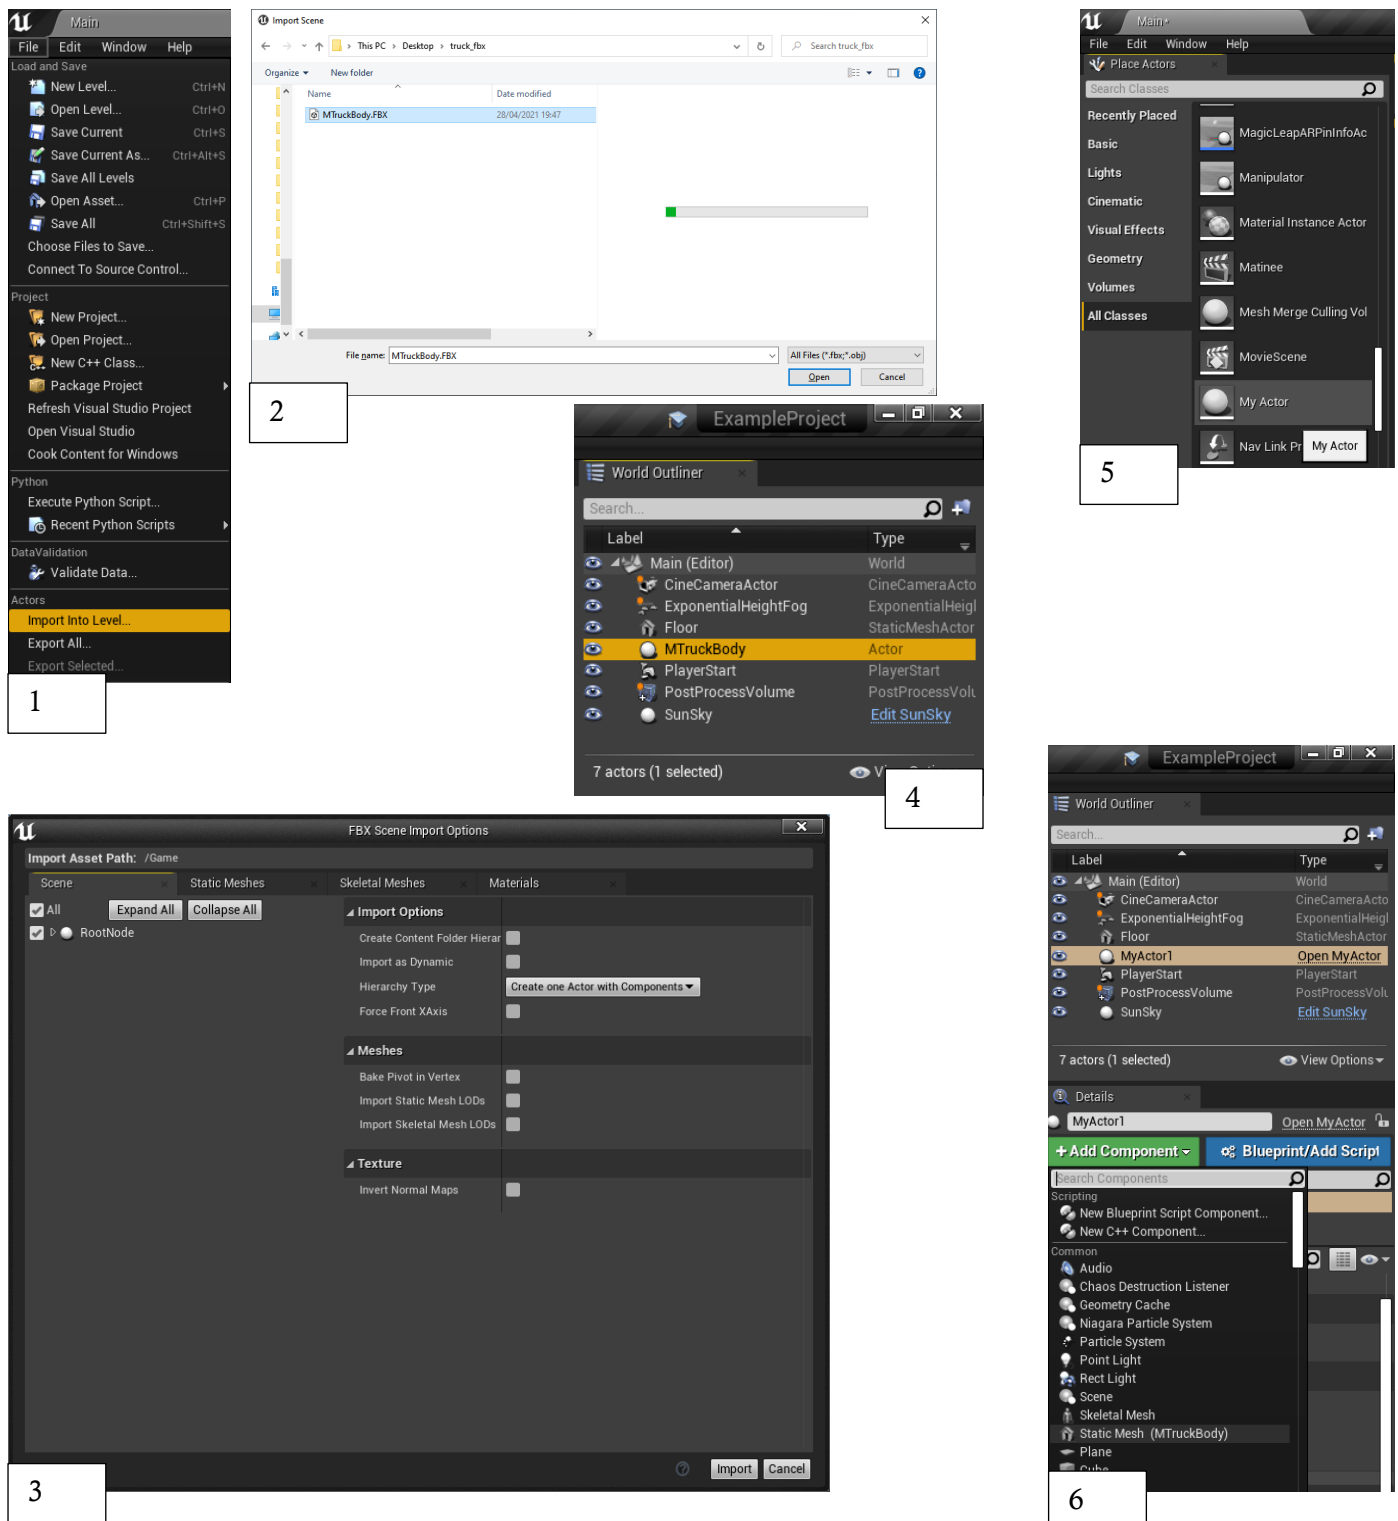 Main
File Edit Window Help
Load and Save
New Level... Ctrl+N
Open Level... Ctrl+O
Save Current Ctrl+S
Save Current As... Ctrl+Alt+S
Save All Levels
Open Asset... Ctrl+P
Save All Ctrl+Shift+S
Choose Files to Save...
Connect To Source Control...
Project
New Project...
Open Project...
New C++ Class...
Package Project
Refresh Visual Studio Project
Open Visual Studio
Cook Content for Windows
Python
Execute Python Script...
Recent Python Scripts
DataValidation
Validate Data...
Actors
Import Into Level...
Export All...
Export Selected...
1
Import Scene
This PC > Desktop > truck_fbx
Search truck_fbx
Organize New folder
Name Date modified
MTruckBody.FBX 28/04/2021 19:47
File name: MTruckBody.FBX All Files (*.fbx;*.obj)
Open Cancel
2
FBX Scene Import Options
Import Asset Path: /Game
Scene Static Meshes Skeletal Meshes Materials
All Expand All Collapse All
RootNode
Import Options
Create Content Folder Hierar
Import as Dynamic
Hierarchy Type Create one Actor with Components
Force Front XAxis
Meshes
Bake Pivot in Vertex
Import Static Mesh LODs
Import Skeletal Mesh LODs
Texture
Invert Normal Maps
Import Cancel
3
ExampleProject
World Outliner
Search...
Label Type
Main (Editor) World
CineCameraActor CineCameraActo
ExponentialHeightFog ExponentialHeigl
Floor StaticMeshActor
MTruckBody Actor
PlayerStart PlayerStart
PostProcessVolume PostProcessVolu
SunSky Edit SunSky
7 actors (1 selected)
4
Main*
File Edit Window Help
Place Actors
Search Classes
Recently Placed
Basic
Lights
Cinematic
Visual Effects
Geometry
Volumes
All Classes
MagicLeapARPinInfoAc
Manipulator
Material Instance Actor
Matinee
Mesh Merge Culling Vol
MovieScene
My Actor
Nav Link Pr My Actor
5
ExampleProject
World Outliner
Search...
Label Type
Main (Editor) World
CineCameraActor CineCameraActo
ExponentialHeightFog ExponentialHeigl
Floor StaticMeshActor
MyActor1 Open MyActor
PlayerStart PlayerStart
PostProcessVolume PostProcessVolu
SunSky Edit SunSky
7 actors (1 selected) View Options
Details
MyActor1 Open MyActor
+Add Component Blueprint/Add Script
Search Components
Scripting
New Blueprint Script Component...
New C++ Component...
Common
Audio
Chaos Destruction Listener
Geometry Cache
Niagara Particle System
Particle System
Point Light
Rect Light
Scene
Skeletal Mesh
Static Mesh (MTruckBody)
Plane
Cube
6